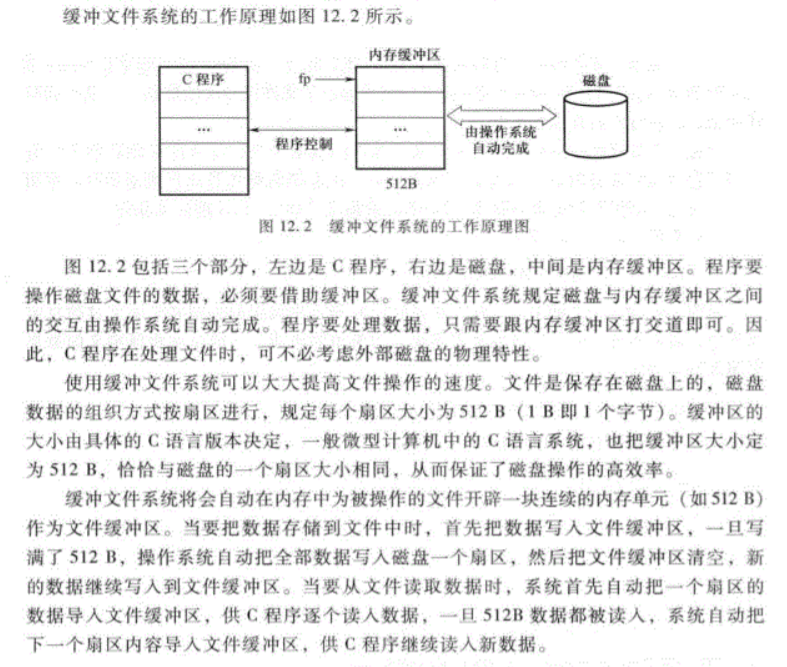 缓冲文件系统的工作原理如图 12.2 所示。
内存缓冲区
C 程序
fp
磁盘
…
…
程序控制
由操作系统
自动完成
512B
图 12.2 缓冲文件系统的工作原理图
图 12.2 包括三个部分，左边是 C 程序，右边是磁盘，中间是内存缓冲区。程序要
操作磁盘文件的数据，必须要借助缓冲区。缓冲文件系统规定磁盘与内存缓冲区之间
的交互由操作系统自动完成。程序要处理数据，只需要跟内存缓冲区打交道即可。因
此，C 程序在处理文件时，可不必考虑外部磁盘的物理特性。
使用缓冲文件系统可以大大提高文件操作的速度。文件是保存在磁盘上的，磁盘
数据的组织方式按扇区进行，规定每个扇区大小为 512 B（1 B 即 1 个字节）。缓冲区的
大小由具体的 C 语言版本决定，一般微型计算机中的 C 语言系统，也把缓冲区大小定
为 512 B，恰恰与磁盘的一个扇区大小相同，从而保证了磁盘操作的高效率。
缓冲文件系统将会自动在内存中为被操作的文件开辟一块连续的内存单元（如 512 B）
作为文件缓冲区。当要把数据存储到文件中时，首先把数据写入文件缓冲区，一旦写
满了 512 B，操作系统自动把全部数据写入磁盘一个扇区，然后把文件缓冲区清空，新
的数据继续写入到文件缓冲区。当要从文件读取数据时，系统首先自动把一个扇区的
数据导入文件缓冲区，供 C 程序逐个读入数据，一旦 512B 数据都被读入，系统自动把
下一个扇区内容导入文件缓冲区，供 C 程序继续读入新数据。